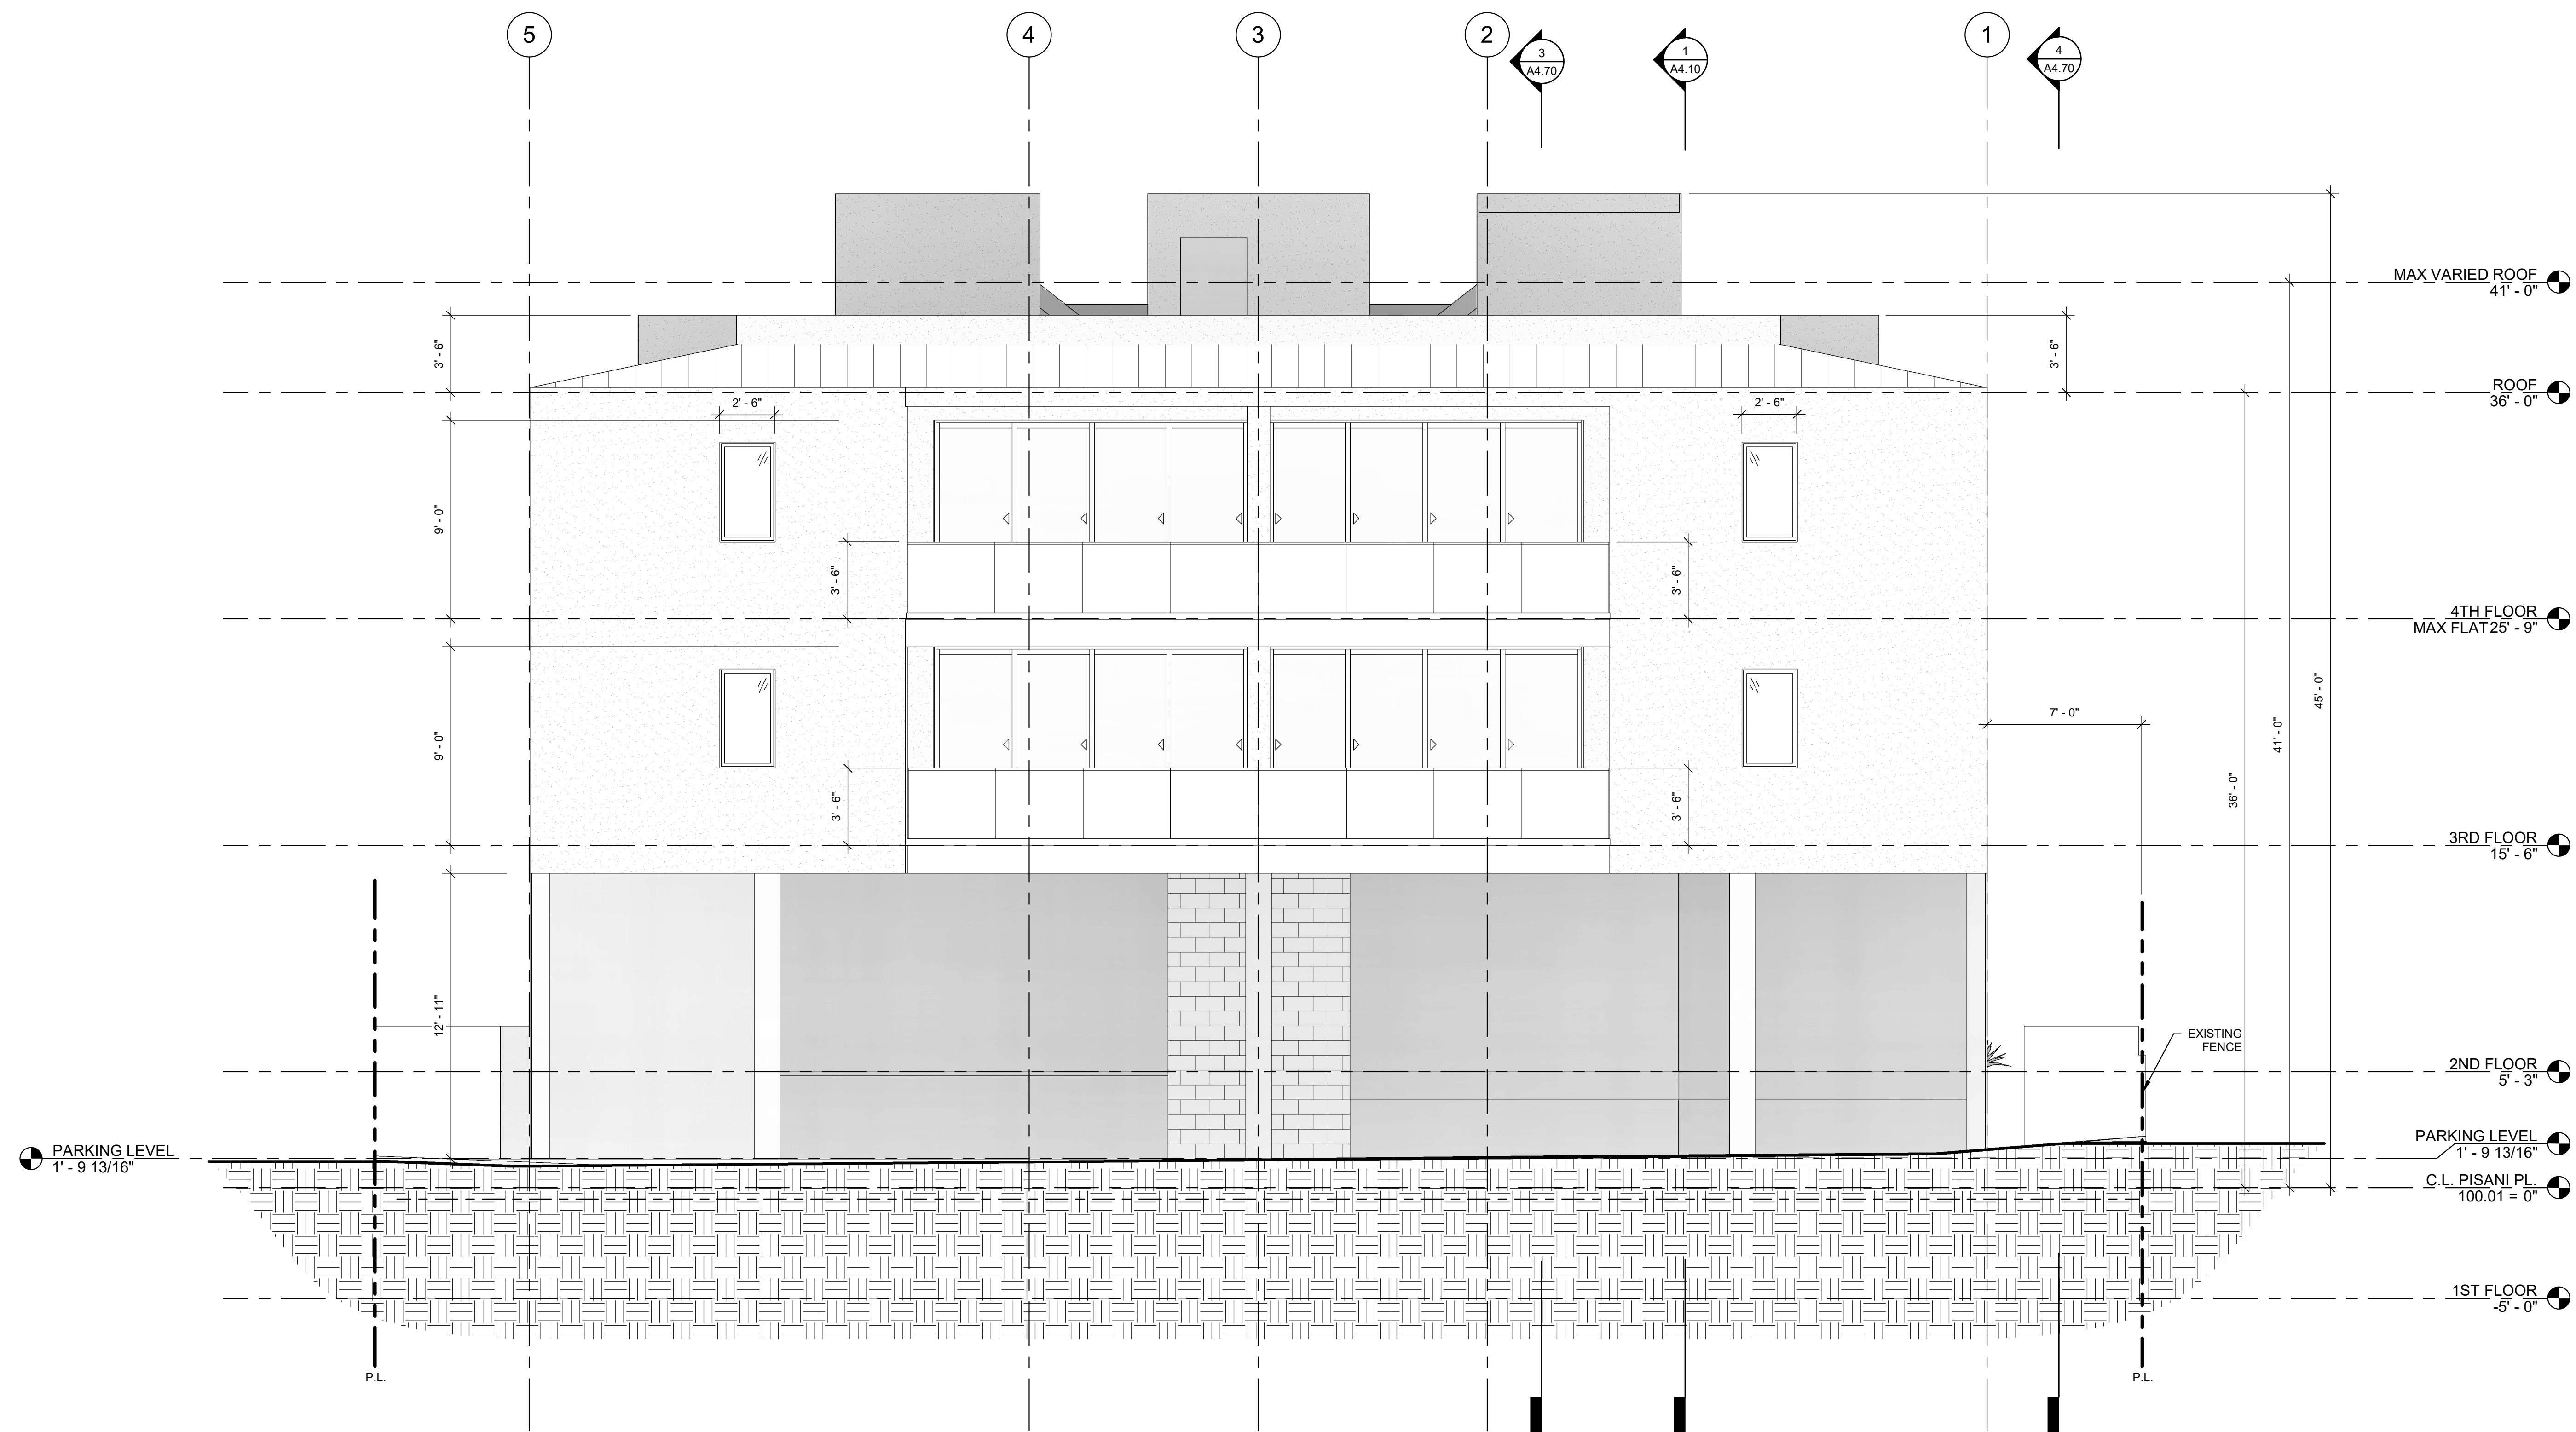 5
4
3
2
3
A4.70
1
A4.10
1
4
A4.70
MAX VARIED ROOF
41' - 0"
3' - 6"
3' - 6"
ROOF
36' - 0"
2' - 6"
2' - 6"
9' - 0"
3' - 6"
3' - 6"
4TH FLOOR
MAX FLAT 25' - 9"
45' - 0"
7' - 0"
41' - 0"
9' - 0"
36' - 0"
3' - 6"
3' - 6"
3RD FLOOR
15' - 6"
12' - 11"
EXISTING
FENCE
2ND FLOOR
5' - 3"
PARKING LEVEL
1' - 9 13/16"
PARKING LEVEL
1' - 9 13/16"
C.L. PISANI PL.
100.01 = 0"
1ST FLOOR
-5' - 0"
P.L.
P.L.